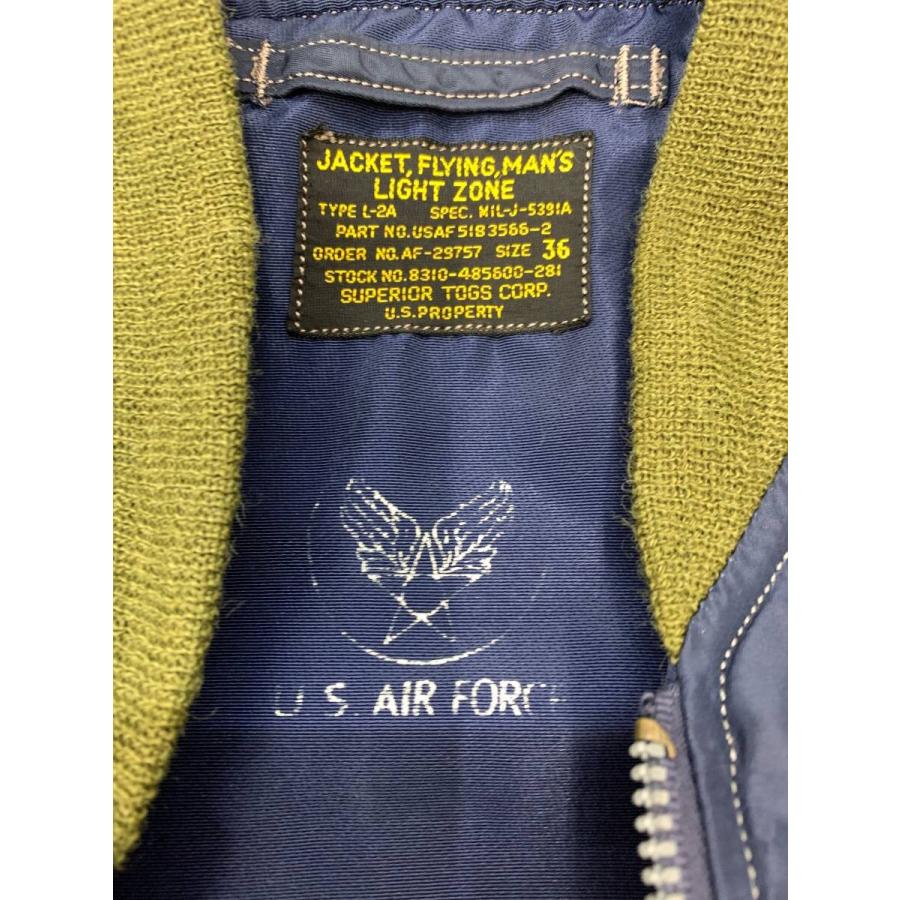 JACKET, FLYING, MAN'S
LIGHT ZONE
TYPE L-2A SPEC. MIL-J-5391A
PART NO. USAF 51B3566-2
ORDER NO. AF-29757 SIZE 36
STOCK NO. 8310-485600-281
SUPERIOR TOGS CORP.
U.S. PROPERTY
U.S. AIR FORCE